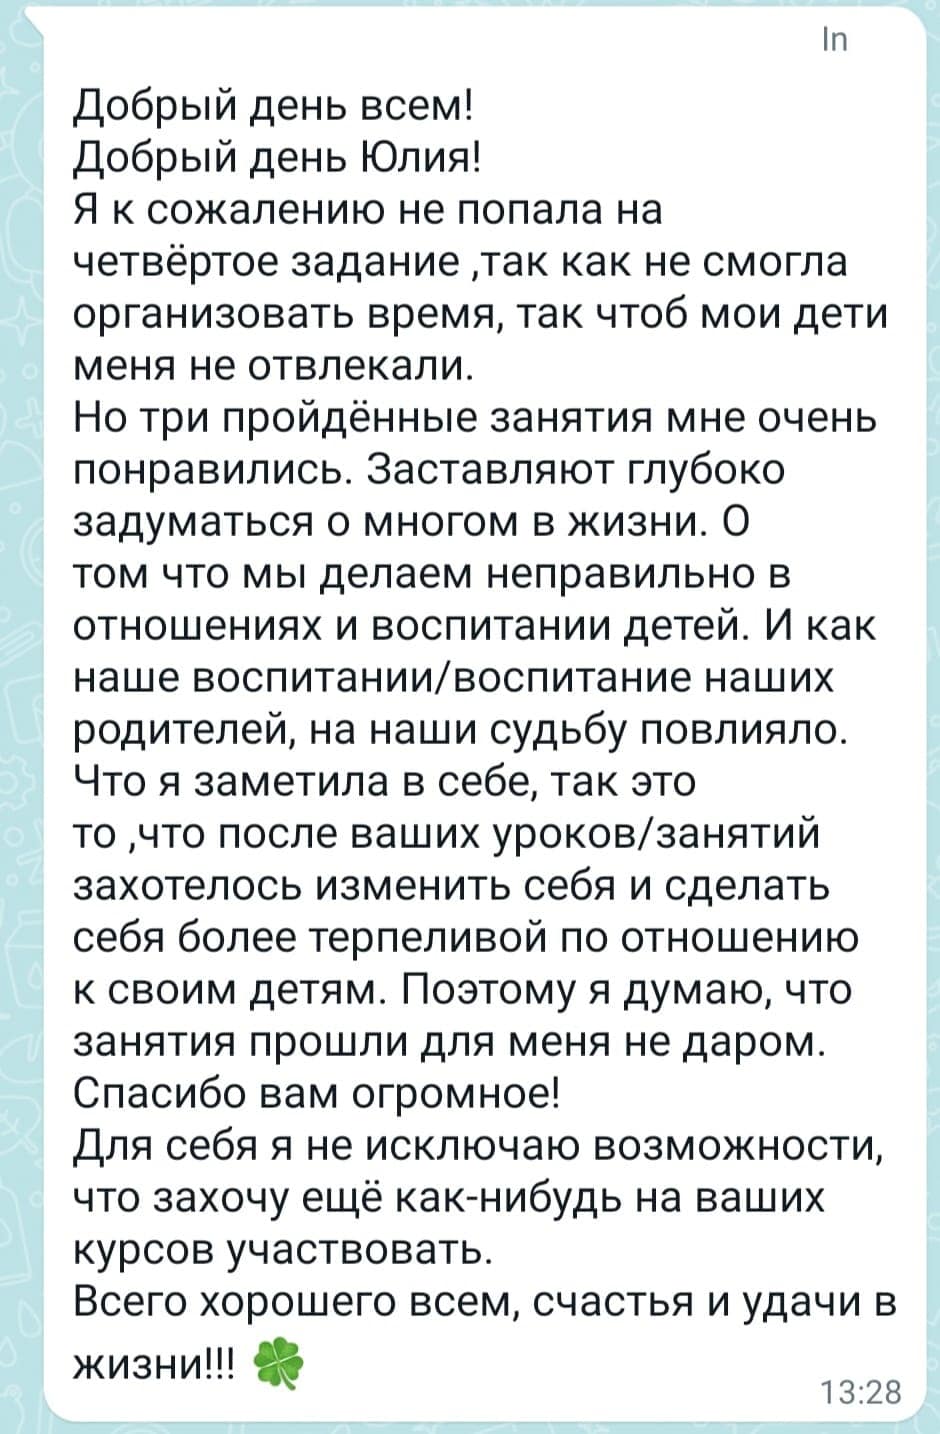 In
Добрый день всем!
Добрый день Юлия!
Я к сожалению не попала на
четвёртое задание ,так как не смогла
организовать время, так чтоб мои дети
меня не отвлекали.
Но три пройдённые занятия мне очень
понравились. Заставляют глубоко
задуматься о многом в жизни. О
том что мы делаем неправильно в
отношениях и воспитании детей. И как
наше воспитании/воспитание наших
родителей, на наши судьбу повлияло.
Что я заметила в себе, так это
то ,что после ваших уроков/занятий
захотелось изменить себя и сделать
себя более терпеливой по отношению
к своим детям. Поэтому я думаю, что
занятия прошли для меня не даром.
Спасибо вам огромное!
Для себя я не исключаю возможности,
что захочу ещё как-нибудь на ваших
курсов участвовать.
Всего хорошего всем, счастья и удачи в
жизни!!! 🍀
13:28